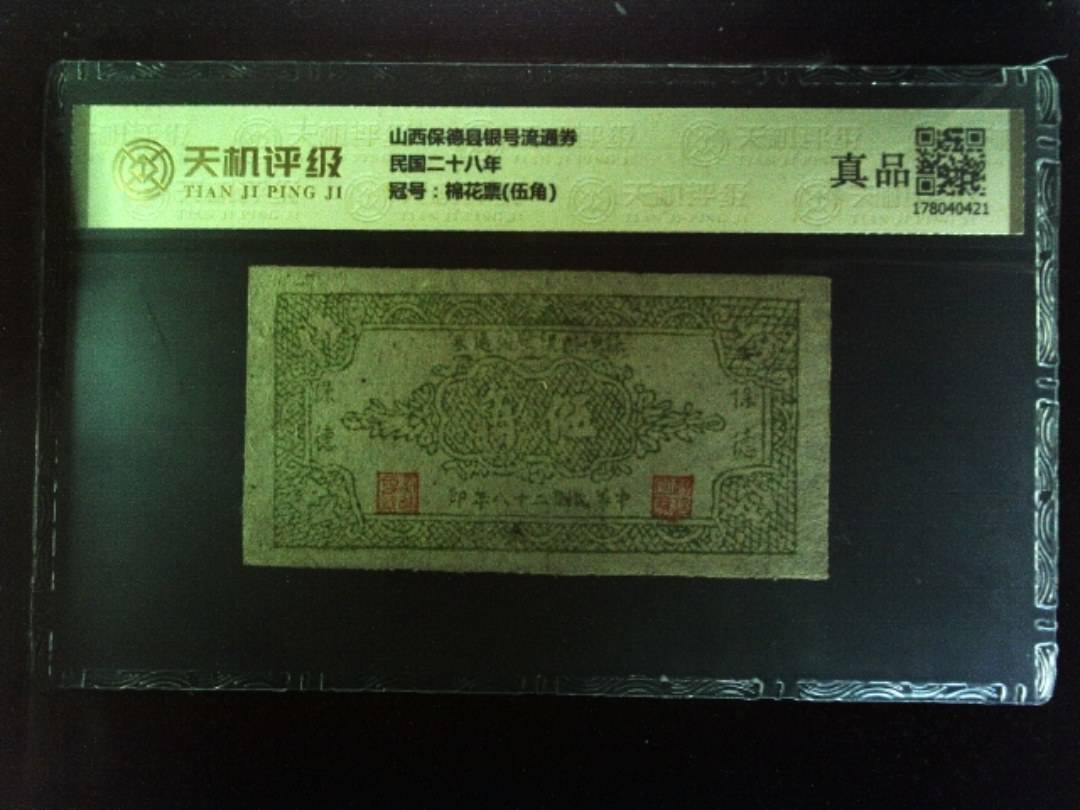 天机评级
TIAN JI PING JI
山西保德县银号流通券
民国二十八年
冠号：棉花票(伍角)
真品
178040421
保德
保德
伍角
中华民国二十八年印